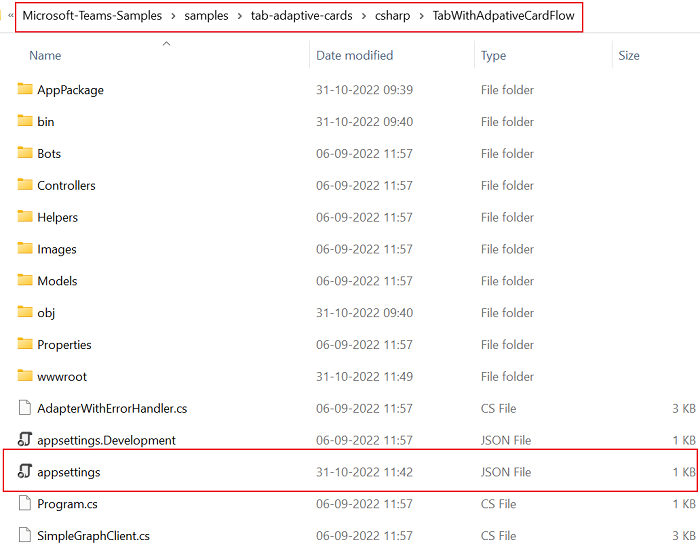 « Microsoft-Teams-Samples > samples > tab-adaptive-cards > csharp > TabWithAdpativeCardFlow
Name Date modified Type Size
AppPackage 31-10-2022 09:39 File folder
bin 31-10-2022 09:40 File folder
Bots 06-09-2022 11:57 File folder
Controllers 06-09-2022 11:57 File folder
Helpers 06-09-2022 11:57 File folder
Images 06-09-2022 11:57 File folder
Models 06-09-2022 11:57 File folder
obj 31-10-2022 09:40 File folder
Properties 06-09-2022 11:57 File folder
wwwroot 31-10-2022 11:49 File folder
AdapterWithErrorHandler.cs 06-09-2022 11:57 CS File 3 KB
appsettings.Development 06-09-2022 11:57 JSON File 1 KB
appsettings 31-10-2022 11:42 JSON File 1 KB
Program.cs 06-09-2022 11:57 CS File 1 KB
SimpleGraphClient.cs 06-09-2022 11:57 CS File 3 KB